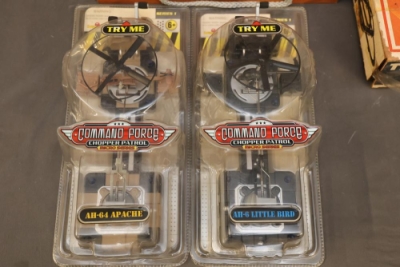 TRY ME
COMMAND FORCE
CHOPPER PATROL
AH-64 APACHE
TRY ME
COMMAND FORCE
CHOPPER PATROL
AH-6 LITTLE BIRD